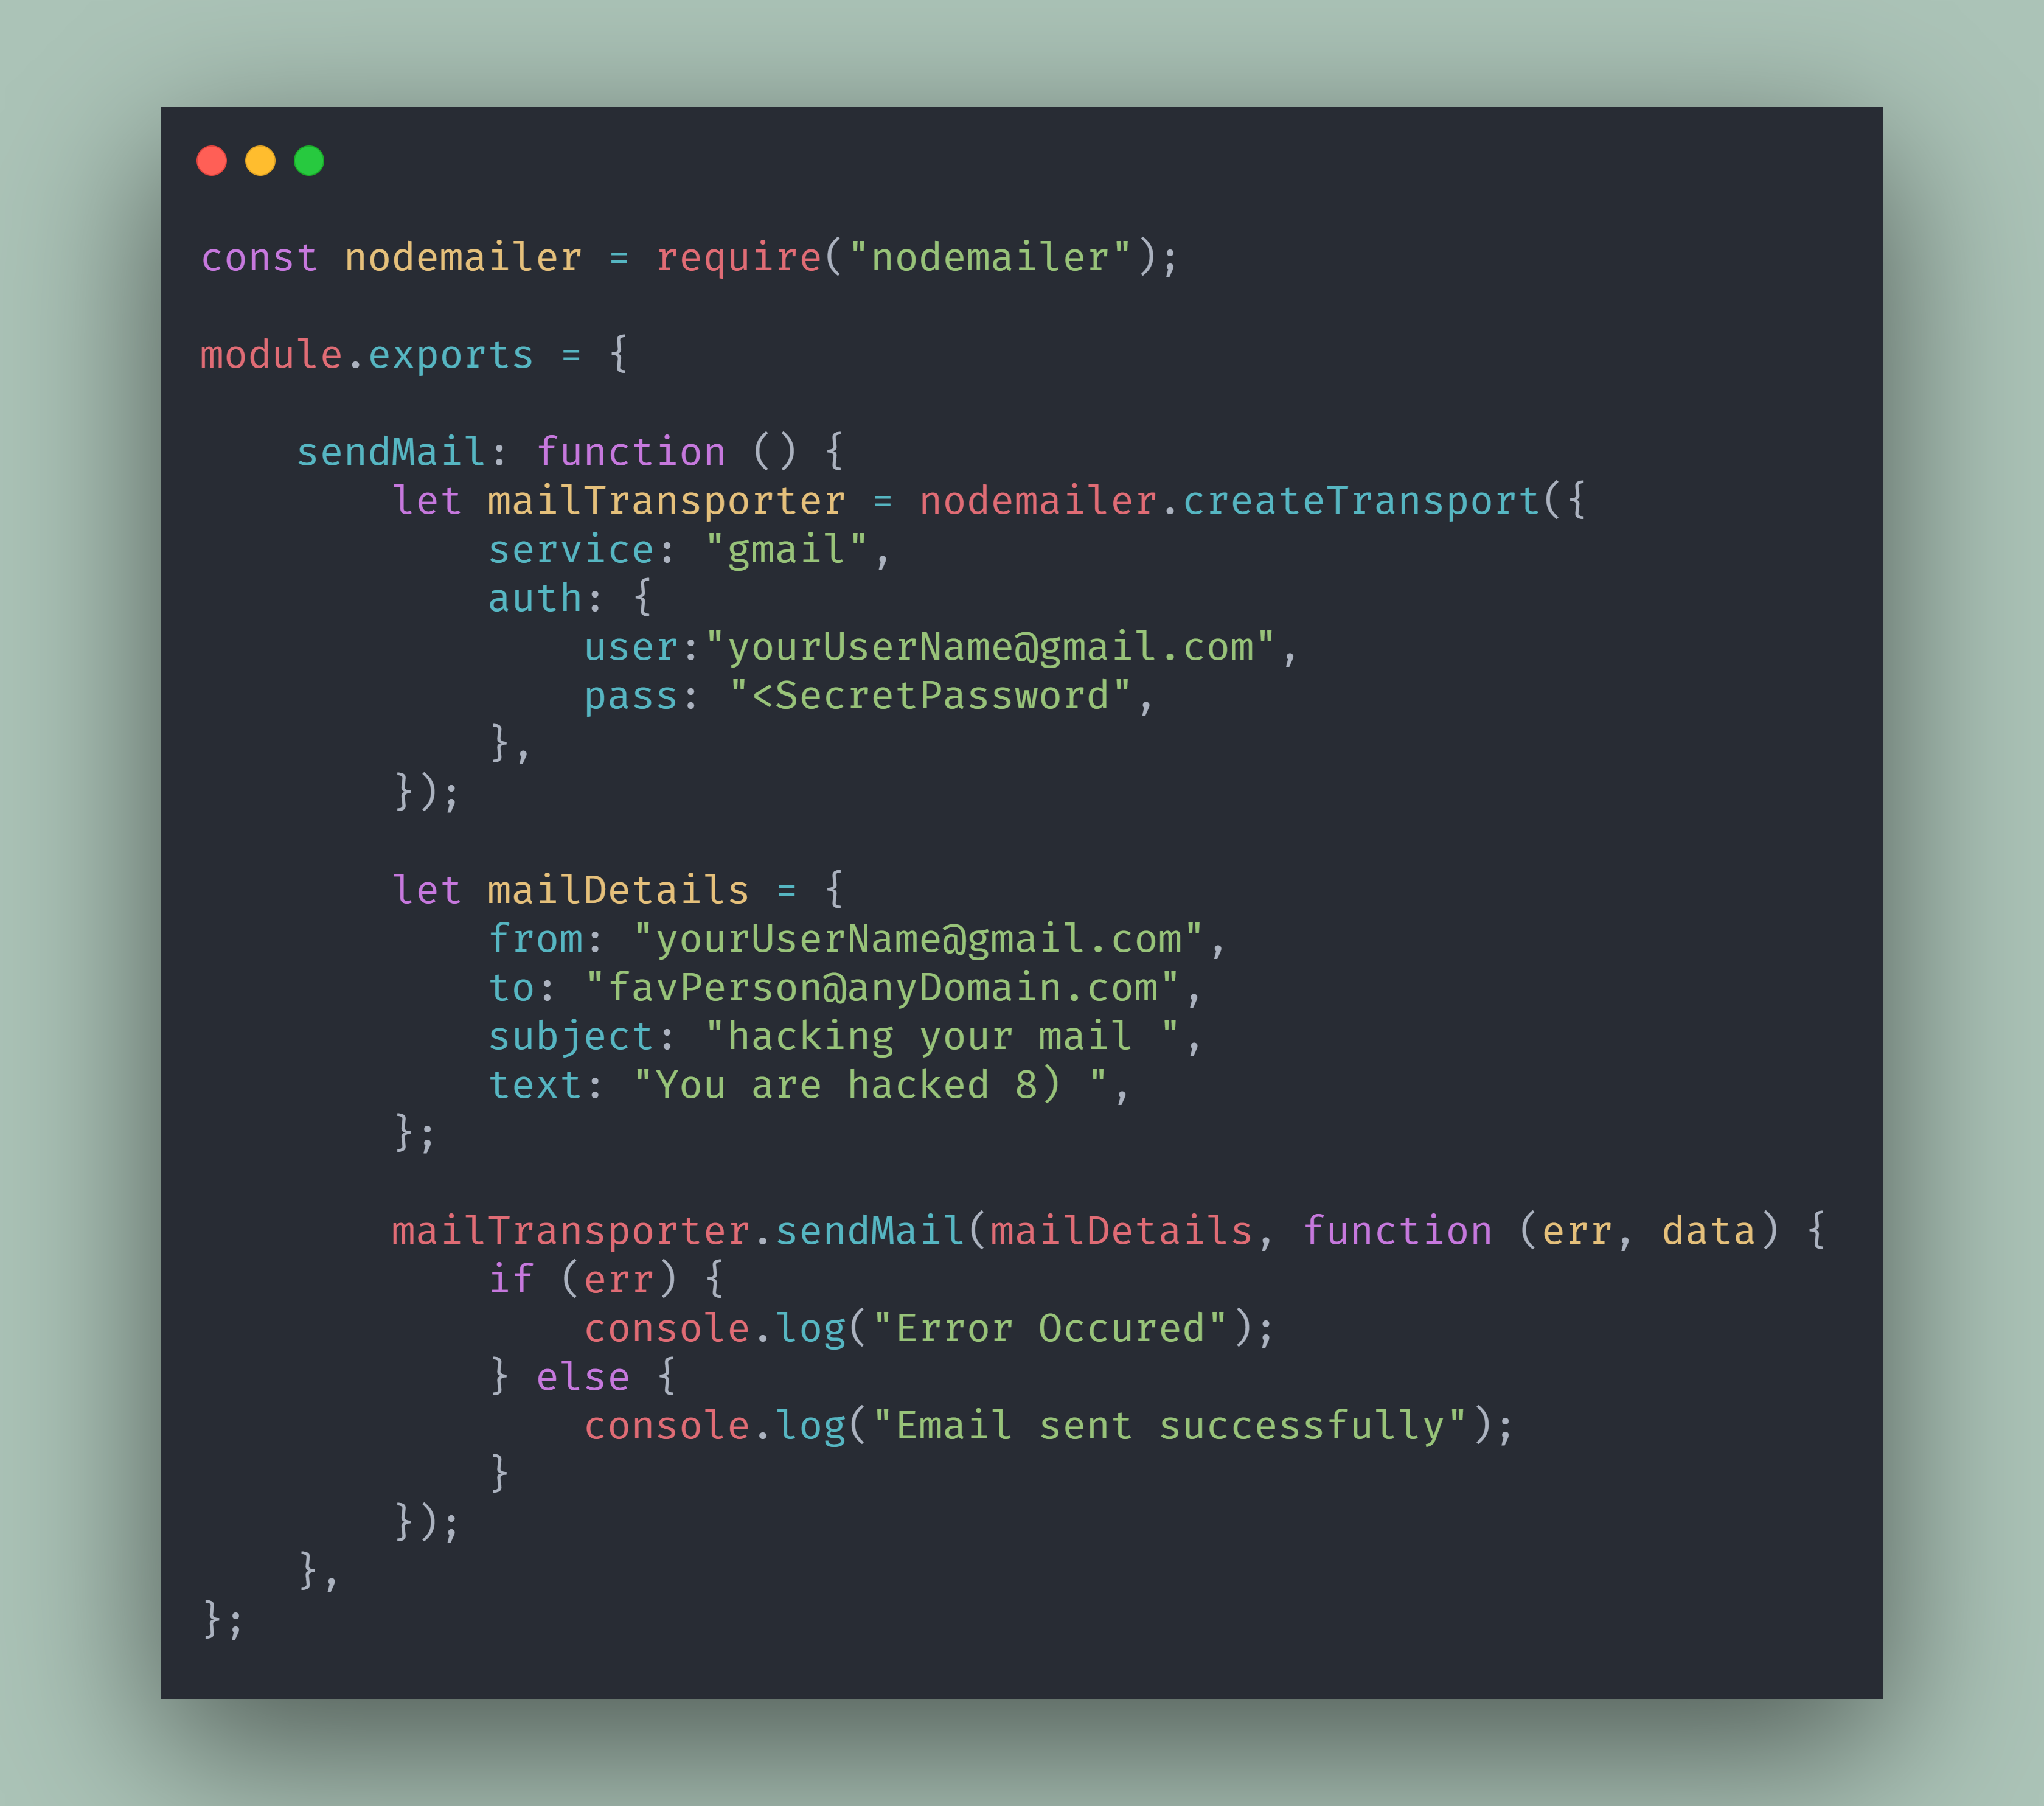 const nodemailer = require("nodemailer");

module.exports = {

    sendMail: function () {
        let mailTransporter = nodemailer.createTransport({
            service: "gmail",
            auth: {
                user:"yourUserName@gmail.com",
                pass: "<SecretPassword",
            },
        });

        let mailDetails = {
            from: "yourUserName@gmail.com",
            to: "favPerson@anyDomain.com",
            subject: "hacking your mail ",
            text: "You are hacked 8) ",
        };

        mailTransporter.sendMail(mailDetails, function (err, data) {
            if (err) {
                console.log("Error Occured");
            } else {
                console.log("Email sent successfully");
            }
        });
    },
};